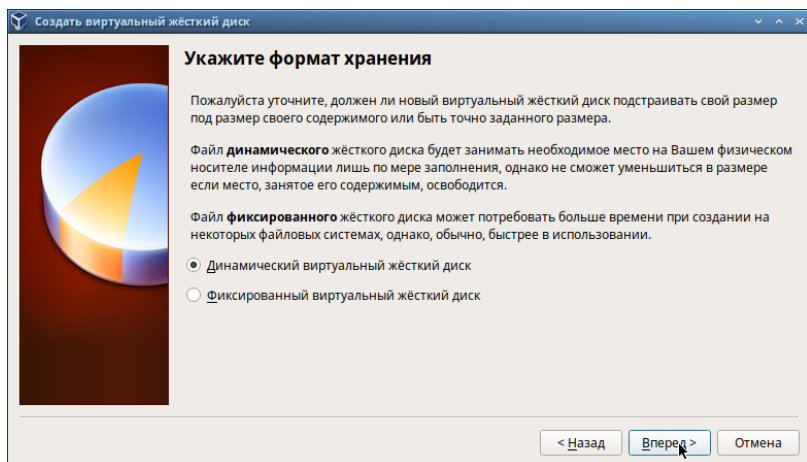 Создать виртуальный жёсткий диск
Укажите формат хранения
Пожалуйста уточните, должен ли новый виртуальный жёсткий диск подстраивать свой размер
под размер своего содержимого или быть точно заданного размера.
Файл динамического жёсткого диска будет занимать необходимое место на Вашем физическом
носителе информации лишь по мере заполнения, однако не сможет уменьшиться в размере
если место, занятое его содержимым, освободится.
Файл фиксированного жёсткого диска может потребовать больше времени при создании на
некоторых файловых системах, однако, обычно, быстрее в использовании.
Динамический виртуальный жёсткий диск
Фиксированный виртуальный жёсткий диск
< Назад Вперед > Отмена